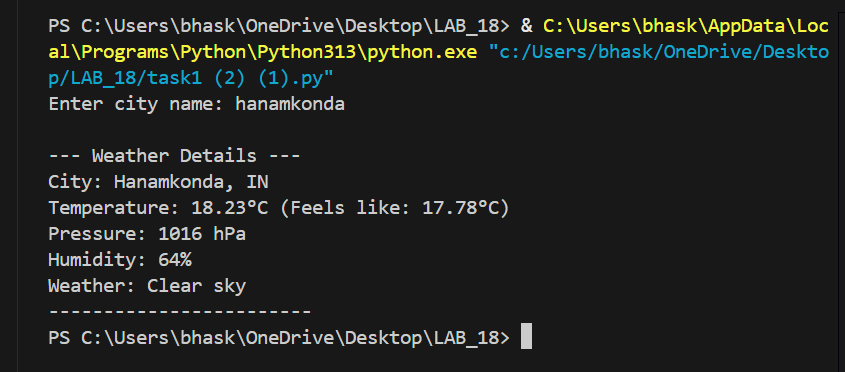 PS C:\Users\bhask\OneDrive\Desktop\LAB_18> & C:\Users\bhask\AppData\Loc
al\Programs\Python\Python313\python.exe "c:/Users/bhask/OneDrive/Deskto
p/LAB_18/task1 (2) (1).py"
Enter city name: hanamkonda

--- Weather Details ---
City: Hanamkonda, IN
Temperature: 18.23°C (Feels like: 17.78°C)
Pressure: 1016 hPa
Humidity: 64%
Weather: Clear sky
------------------------
PS C:\Users\bhask\OneDrive\Desktop\LAB_18>